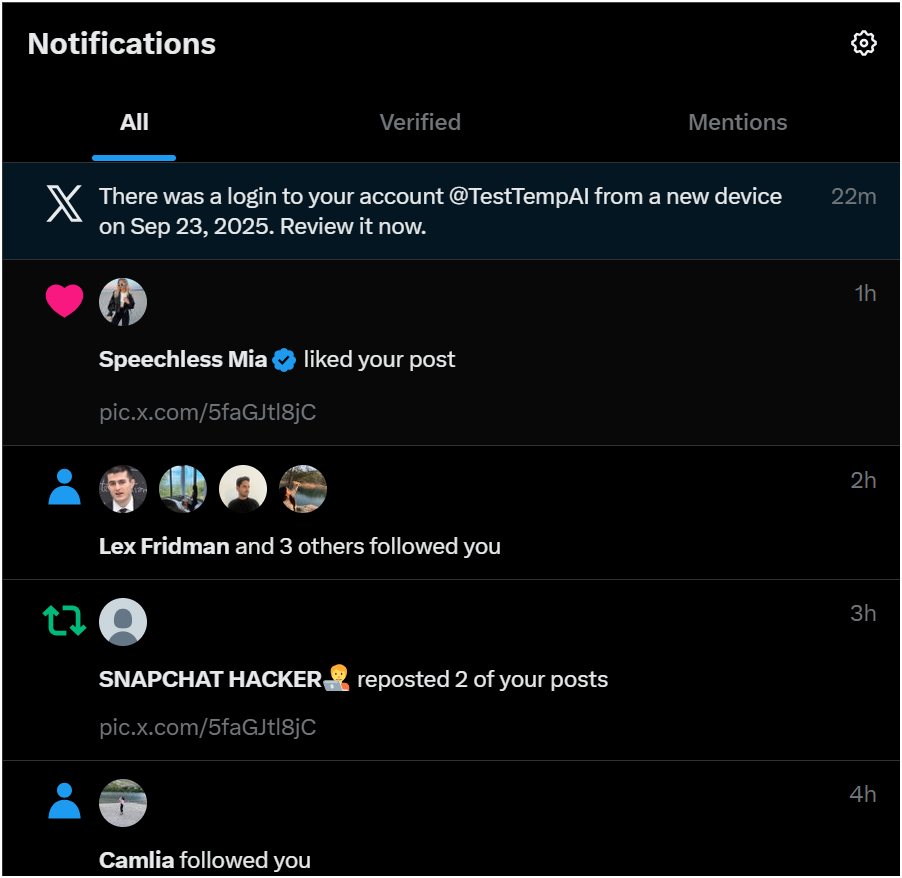 Notifications
All
Verified
Mentions
There was a login to your account @TestTempAI from a new device
22m
on Sep 23, 2025. Review it now.
1h
Speechless Mia liked your post
pic.x.com/5faGJtl8jC
2h
Lex Fridman and 3 others followed you
3h
SNAPCHAT HACKER🧑‍💻 reposted 2 of your posts
pic.x.com/5faGJtl8jC
4h
Camlia followed you